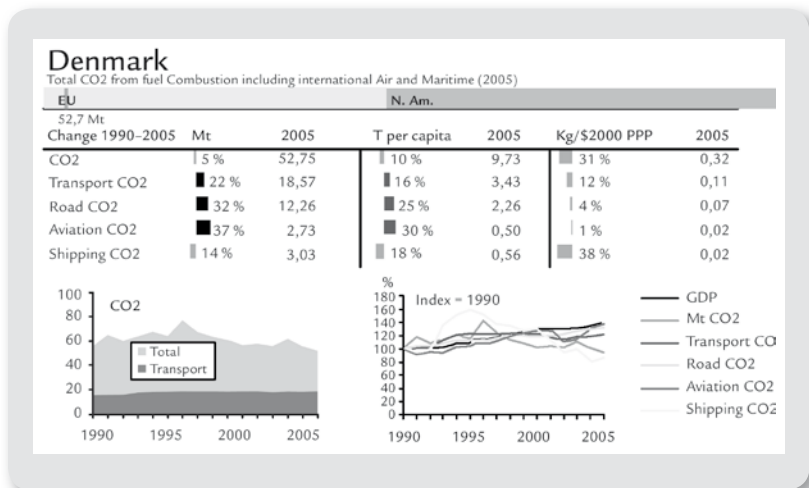 Denmark
Total CO2 from fuel Combustion including international Air and Maritime (2005)
EU N. Am.
52,7 Mt
Change 1990–2005 Mt 2005 T per capita 2005 Kg/$2000 PPP 2005
CO2 5 % 52,75 10 % 9,73 31 % 0,32
Transport CO2 22 % 18,57 16 % 3,43 12 % 0,11
Road CO2 32 % 12,26 25 % 2,26 4 % 0,07
Aviation CO2 37 % 2,73 30 % 0,50 1 % 0,02
Shipping CO2 14 % 3,03 18 % 0,56 38 % 0,02
CO2
100
80
60
40
20
0
Total
Transport
1990 1995 2000 2005
%
Index = 1990
180
160
140
120
100
80
60
40
20
0
1990 1995 2000 2005
GDP
Mt CO2
Transport CO
Road CO2
Aviation CO2
Shipping CO2